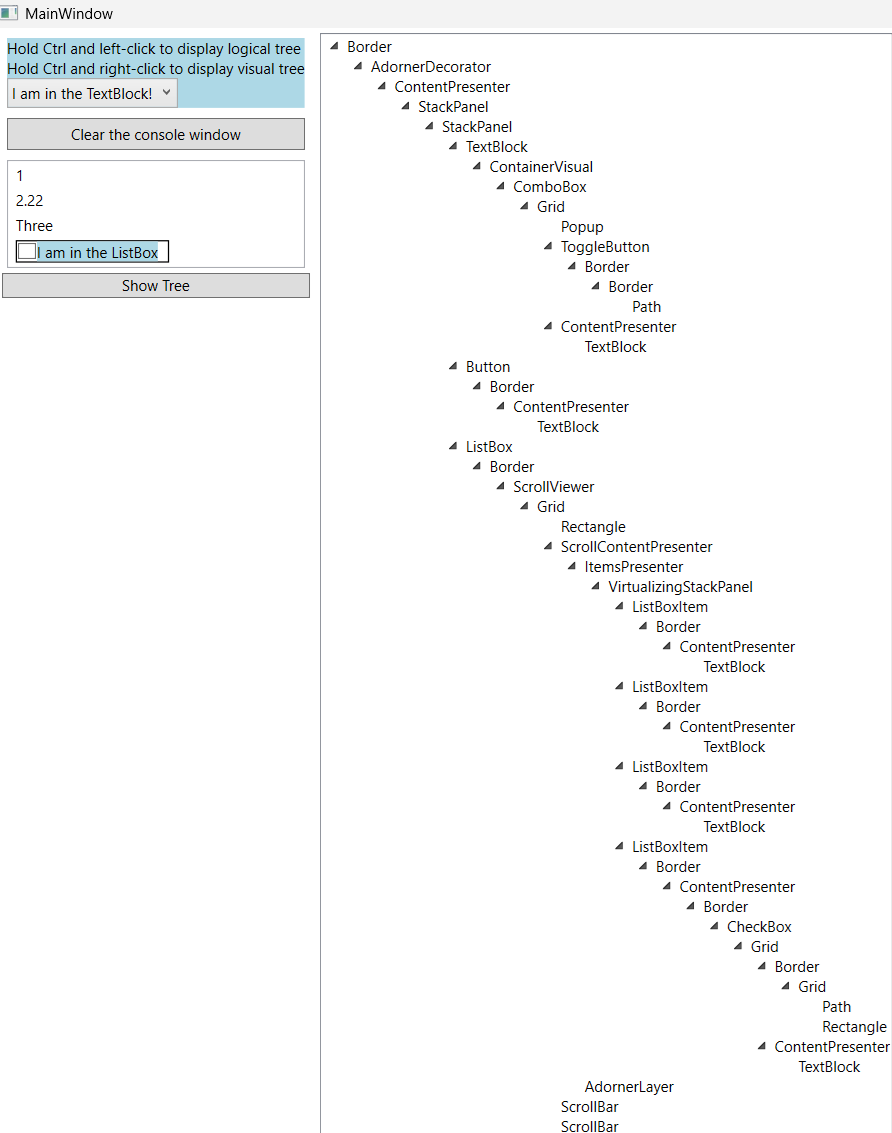 MainWindow
Hold Ctrl and left-click to display logical tree
Hold Ctrl and right-click to display visual tree
I am in the TextBlock!
Clear the console window
1
2.22
Three
I am in the ListBox
Show Tree
Border
AdornerDecorator
ContentPresenter
StackPanel
StackPanel
TextBlock
ContainerVisual
ComboBox
Grid
Popup
ToggleButton
Border
Border
Path
ContentPresenter
TextBlock
Button
Border
ContentPresenter
TextBlock
ListBox
Border
ScrollViewer
Grid
Rectangle
ScrollContentPresenter
ItemsPresenter
VirtualizingStackPanel
ListBoxItem
Border
ContentPresenter
TextBlock
ListBoxItem
Border
ContentPresenter
TextBlock
ListBoxItem
Border
ContentPresenter
TextBlock
ListBoxItem
Border
ContentPresenter
Border
CheckBox
Grid
Border
Grid
Path
Rectangle
ContentPresenter
TextBlock
AdornerLayer
ScrollBar
ScrollBar